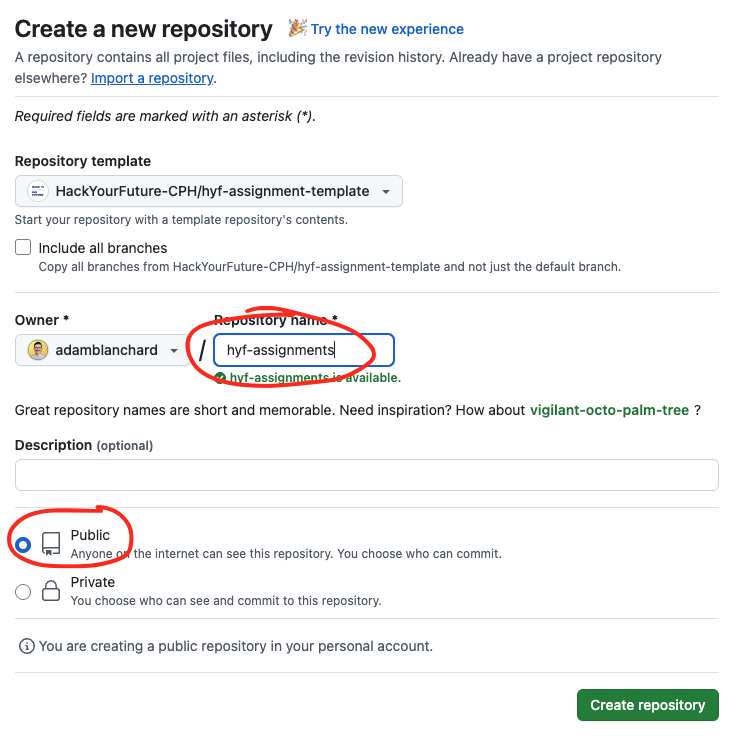 Create a new repository
Try the new experience
A repository contains all project files, including the revision history. Already have a project repository
elsewhere? Import a repository.
Required fields are marked with an asterisk (*).
Repository template
HackYourFuture-CPH/hyf-assignment-template
Start your repository with a template repository's contents.
Include all branches
Copy all branches from HackYourFuture-CPH/hyf-assignment-template and not just the default branch.
Owner *
Repository name *
adamblanchard
/
hyf-assignments
hyf-assignments is available.
Great repository names are short and memorable. Need inspiration? How about vigilant-octo-palm-tree ?
Description (optional)
Public
Anyone on the internet can see this repository. You choose who can commit.
Private
You choose who can see and commit to this repository.
You are creating a public repository in your personal account.
Create repository